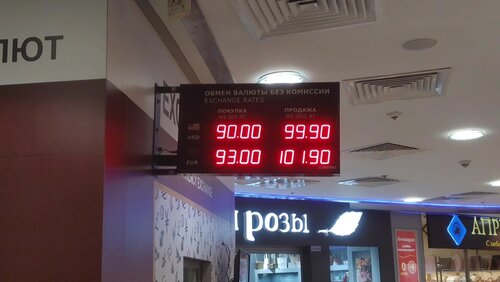 ЛЮТ
ОБМЕН ВАЛЮТЫ БЕЗ КОМИССИИ
EXCHANGE RATES
ПОКУПКА ПРОДАЖА
WE BUY AT WE SELL AT
USD 90.00 99.90
EUR 93.00 101.90
розы
АПР